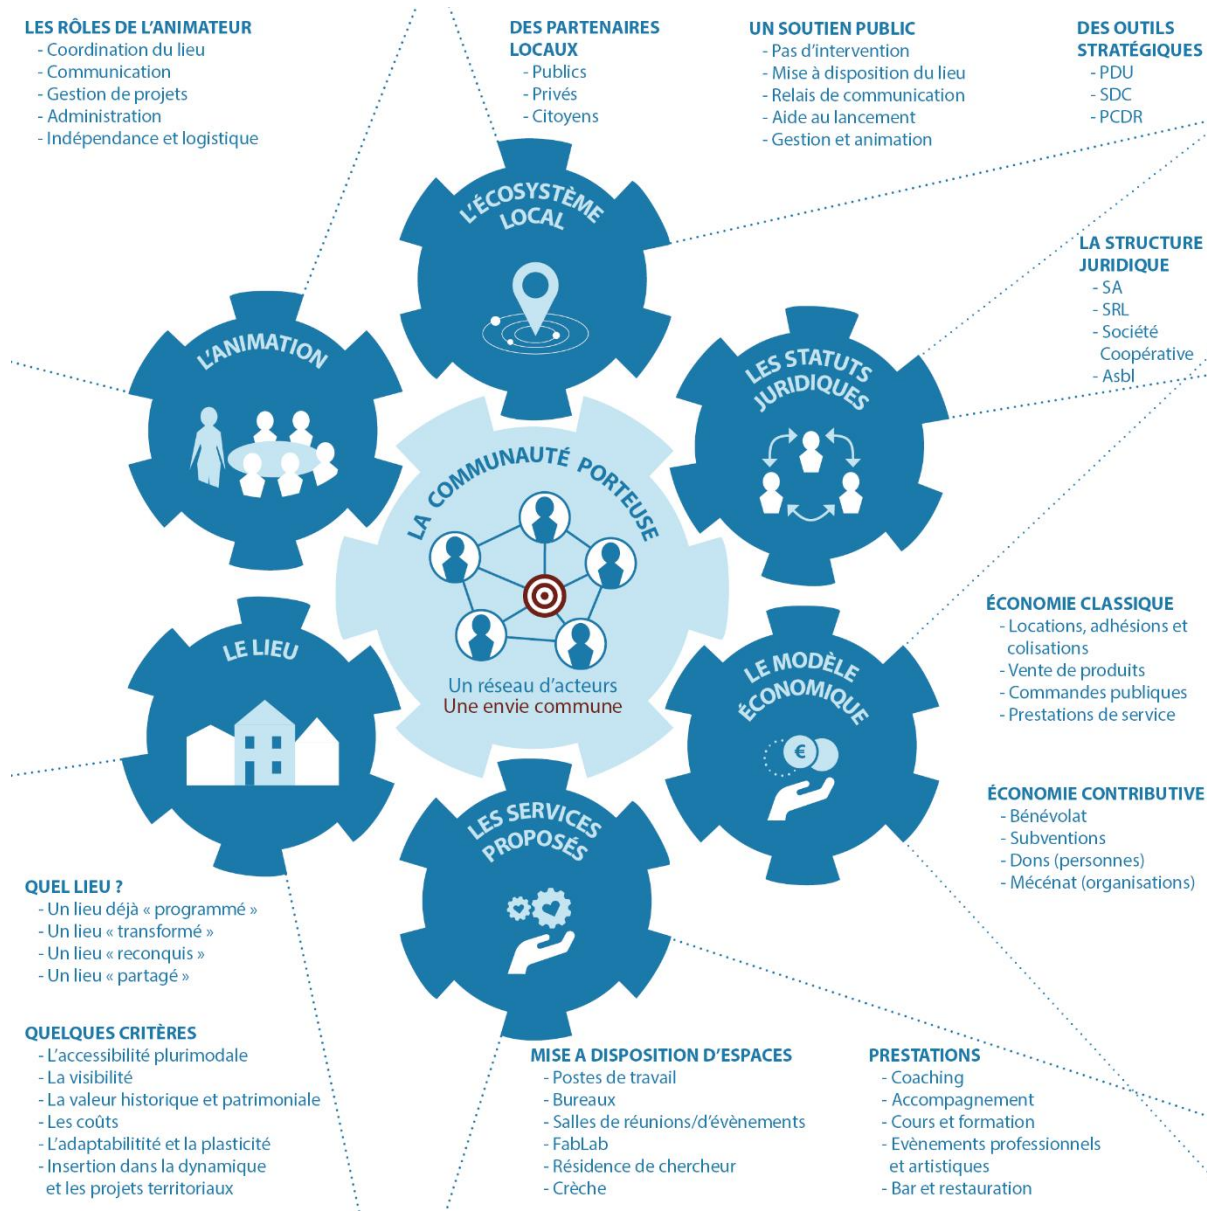 LES RÔLES DE L'ANIMATEUR
- Coordination du lieu
- Communication
- Gestion de projets
- Administration
- Indépendance et logistique
DES PARTENAIRES
LOCAUX
- Publics
- Privés
- Citoyens
UN SOUTIEN PUBLIC
- Pas d'intervention
- Mise à disposition du lieu
- Relais de communication
- Aide au lancement
- Gestion et animation
DES OUTILS
STRATÉGIQUES
- PDU
- SDC
- PCDR
L'ÉCOSYSTÈME
LOCAL
LA STRUCTURE
JURIDIQUE
- SA
- SRL
- Société
Coopérative
- Asbl
L'ANIMATION
LES STATUTS
JURIDIQUES
LA COMMUNAUTÉ PORTEUSE
Un réseau d'acteurs
Une envie commune
LE LIEU
LE MODÈLE
ÉCONOMIQUE
€
ÉCONOMIE CLASSIQUE
- Locations, adhésions et
colisations
- Vente de produits
- Commandes publiques
- Prestations de service
ÉCONOMIE CONTRIBUTIVE
- Bénévolat
- Subventions
- Dons (personnes)
- Mécénat (organisations)
LES SERVICES
PROPOSÉS
QUEL LIEU ?
- Un lieu déjà « programmé »
- Un lieu « transformé »
- Un lieu « reconquis »
- Un lieu « partagé »
QUELQUES CRITÈRES
- L'accessibilité plurimodale
- La visibilité
- La valeur historique et patrimoniale
- Les coûts
- L'adaptabilitité et la plasticité
- Insertion dans la dynamique
et les projets territoriaux
MISE A DISPOSITION D'ESPACES
- Postes de travail
- Bureaux
- Salles de réunions/d'évènements
- FabLab
- Résidence de chercheur
- Crèche
PRESTATIONS
- Coaching
- Accompagnement
- Cours et formation
- Evènements professionnels
et artistiques
- Bar et restauration